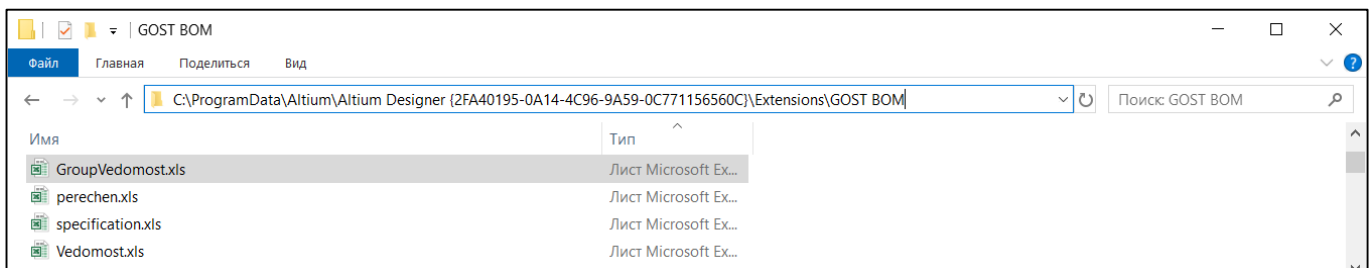 GOST BOM
Файл Главная Поделиться Вид
C:\ProgramData\Altium\Altium Designer {2FA40195-0A14-4C96-9A59-0C771156560C}\Extensions\GOST BOM Поиск: GOST BOM
Имя Тип
GroupVedomost.xls Лист Microsoft Ex...
perechen.xls Лист Microsoft Ex...
specification.xls Лист Microsoft Ex...
Vedomost.xls Лист Microsoft Ex...